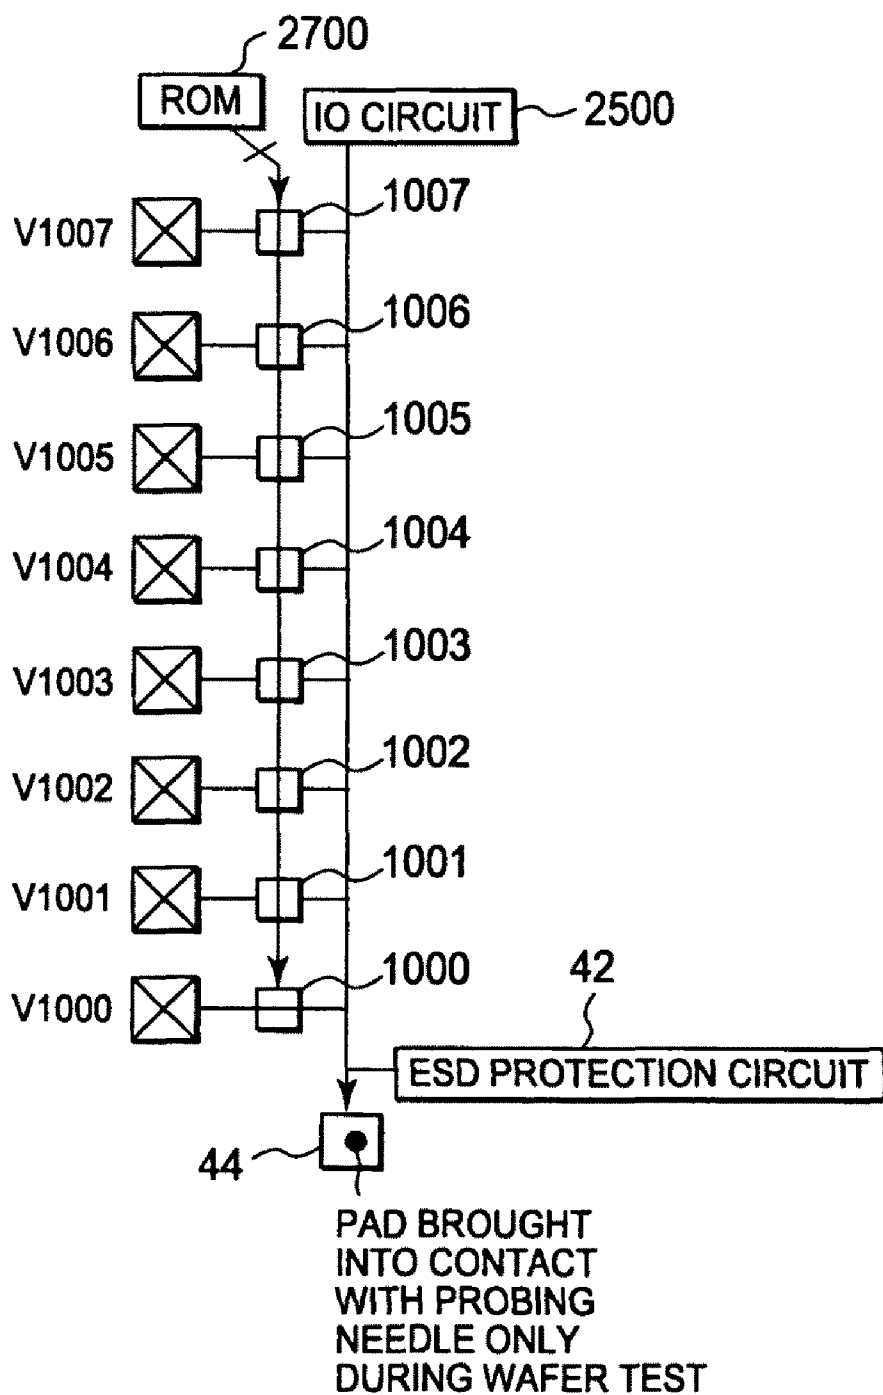 2700
ROM
IO CIRCUIT
2500
1007
V1007
1006
V1006
1005
V1005
1004
V1004
1003
V1003
1002
V1002
1001
V1001
1000
V1000
42
ESD PROTECTION CIRCUIT
44
PAD BROUGHT
INTO CONTACT
WITH PROBING
NEEDLE ONLY
DURING WAFER TEST